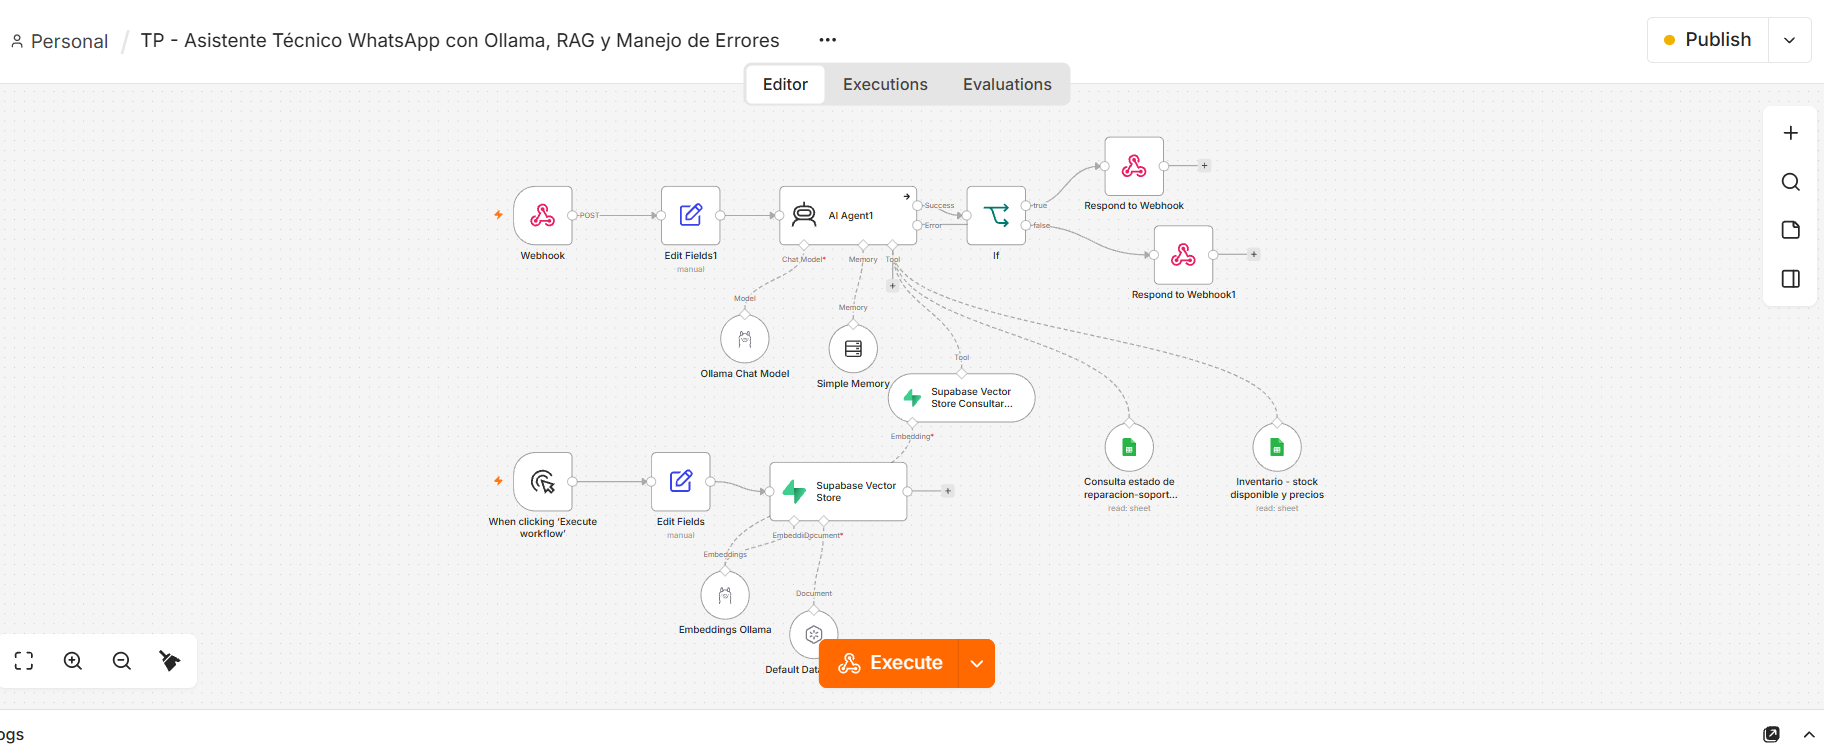 Personal / TP - Asistente Técnico WhatsApp con Ollama, RAG y Manejo de Errores ...
Publish
Editor Executions Evaluations
Webhook
POST
Edit Fields1
manual
AI Agent1
Success
Error
Chat Model*
Memory
Tool
If
true
false
Respond to Webhook
Respond to Webhook1
Model
Ollama Chat Model
Memory
Simple Memory
Tool
Supabase Vector
Store Consultar...
Embedding*
Consulta estado de
reparacion-soport...
read: sheet
Inventario - stock
disponible y precios
read: sheet
When clicking ‘Execute
workflow’
Edit Fields
manual
Supabase Vector
Store
Document*
Embeddings
Embeddings Ollama
Document
Execute